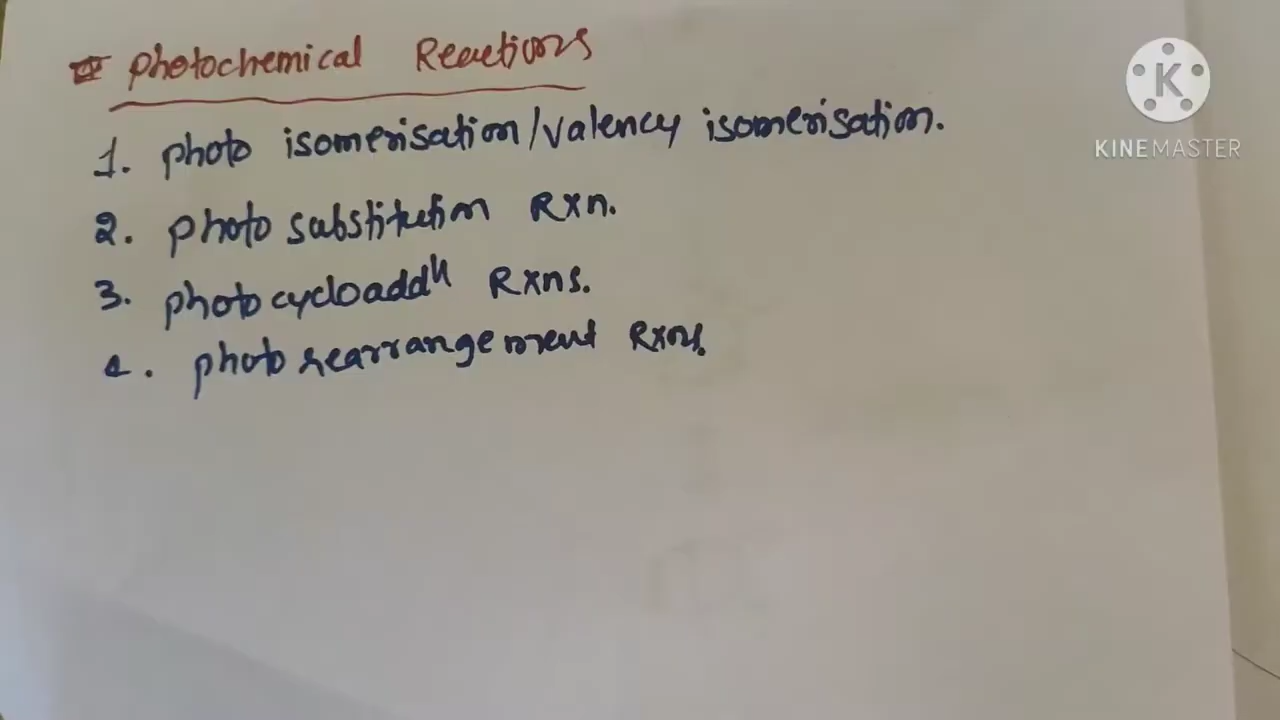 Photochemical Reactions
1. photo isomerisation/valency isomerisation.
2. photo substitution Rxn.
3. photocycloaddn Rxns.
4. photo rearrangement Rxns.
K
KINEMASTER